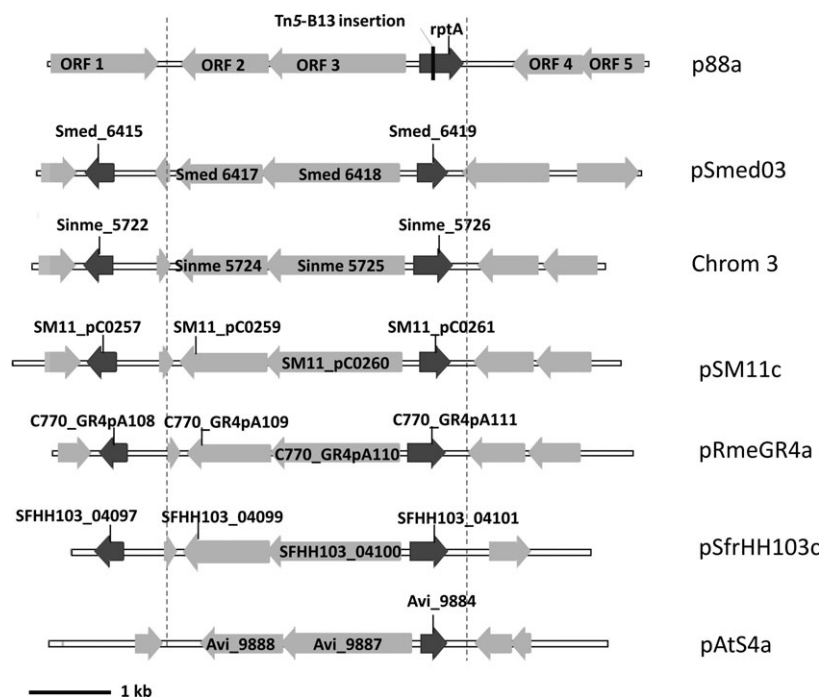 Tn5-B13 insertion
rptA
ORF 1 ORF 2 ORF 3 ORF 4 ORF 5 p88a
Smed_6415 Smed_6419
Smed 6417 Smed 6418 pSmed03
Sinme_5722 Sinme_5726
Sinme 5724 Sinme 5725 Chrom 3
SM11_pC0257 SM11_pC0259 SM11_pC0261
SM11_pC0260 pSM11c
C770_GR4pA108 C770_GR4pA109 C770_GR4pA111
C770_GR4pA110 pRmeGR4a
SFHH103_04097 SFHH103_04099 SFHH103_04101
SFHH103_04100 pSfrHH103c
Avi_9884
Avi_9888 Avi_9887 pAtS4a
1 kb